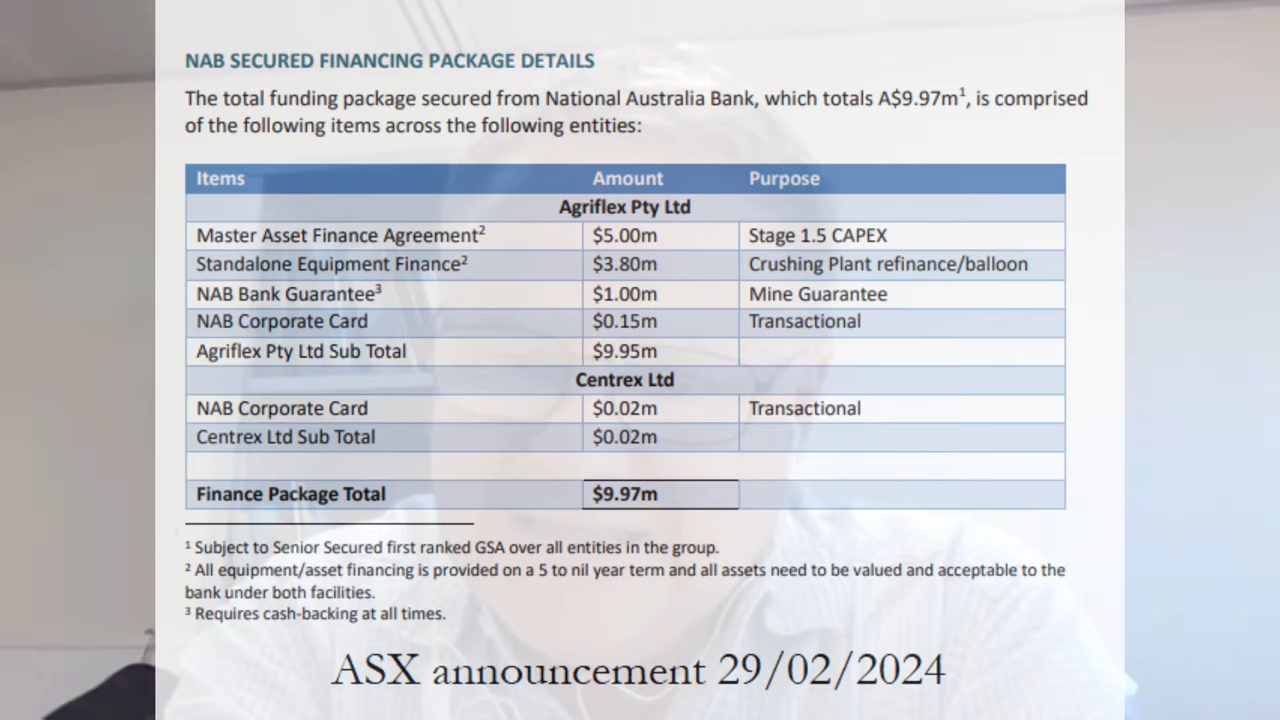 NAB SECURED FINANCING PACKAGE DETAILS
The total funding package secured from National Australia Bank, which totals A$9.97m¹, is comprised
of the following items across the following entities:
Items Amount Purpose
Agriflex Pty Ltd
Master Asset Finance Agreement² $5.00m Stage 1.5 CAPEX
Standalone Equipment Finance² $3.80m Crushing Plant refinance/balloon
NAB Bank Guarantee³ $1.00m Mine Guarantee
NAB Corporate Card $0.15m Transactional
Agriflex Pty Ltd Sub Total $9.95m
Centrex Ltd
NAB Corporate Card $0.02m Transactional
Centrex Ltd Sub Total $0.02m
Finance Package Total $9.97m
¹ Subject to Senior Secured first ranked GSA over all entities in the group.
² All equipment/asset financing is provided on a 5 to nil year term and all assets need to be valued and acceptable to the
bank under both facilities.
³ Requires cash-backing at all times.
ASX announcement 29/02/2024